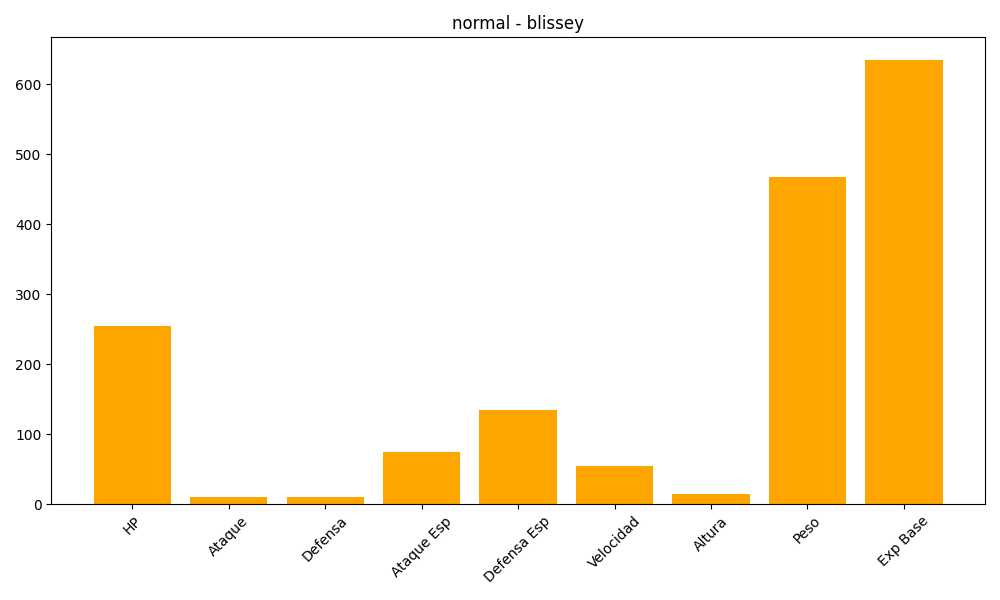 normal - blissey
600
500
400
300
200
100
0
HP
Ataque
Defensa
Ataque Esp
Defensa Esp
Velocidad
Altura
Peso
Exp Base